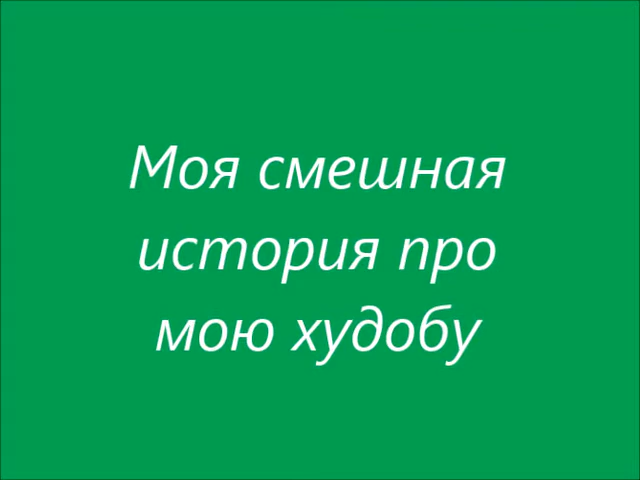 Моя смешная
история про
мою худобу